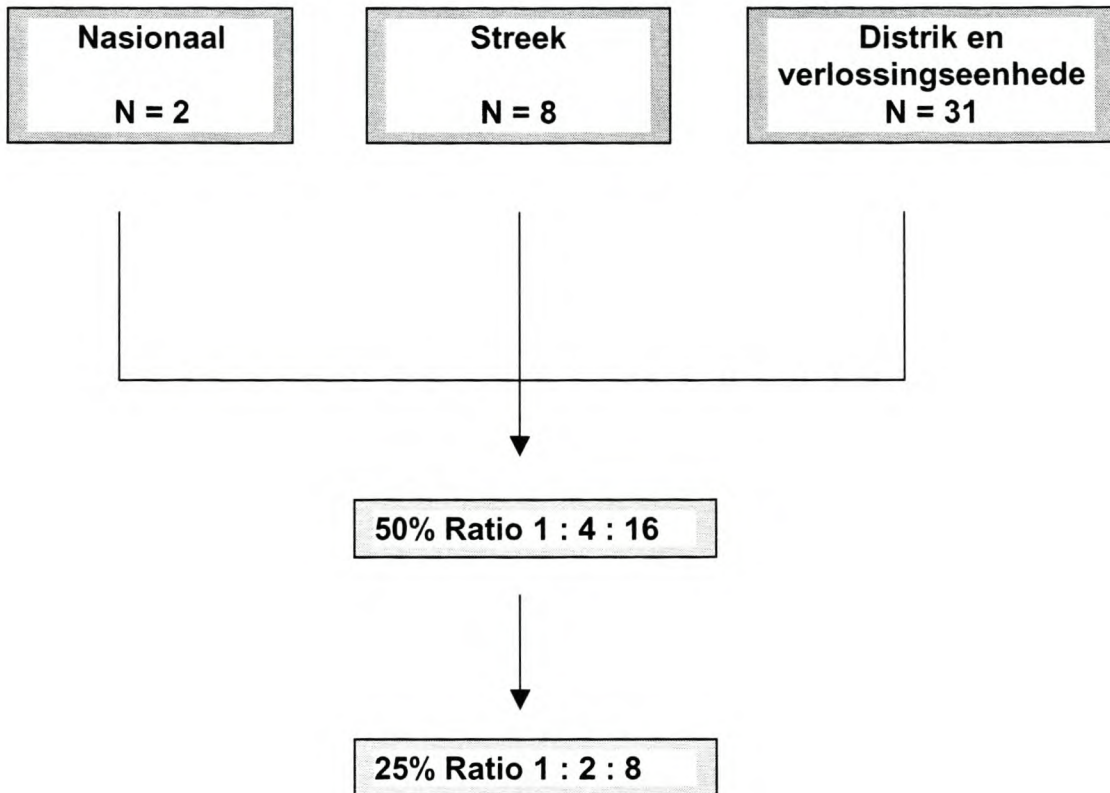 Nasionaal
N = 2
Streek
N = 8
Distrik en
verlossingseenhede
N = 31
50% Ratio 1 : 4 : 16
25% Ratio 1 : 2 : 8